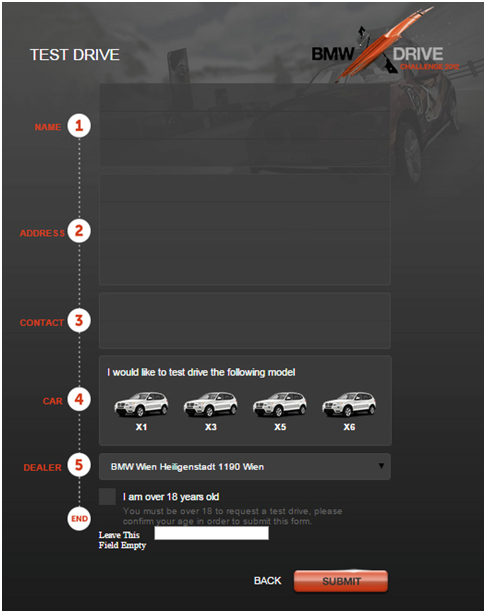 TEST DRIVE
BMW DRIVE
CHALLENGE 2012
NAME 1
ADDRESS 2
CONTACT 3
I would like to test drive the following model
CAR 4
X1 X3 X5 X6
DEALER 5 BMW Wien Heiligenstadt 1190 Wien
I am over 18 years old
You must be over 18 to request a test drive, please
confirm your age in order to submit this form.
END
Leave This
Field Empty
BACK SUBMIT